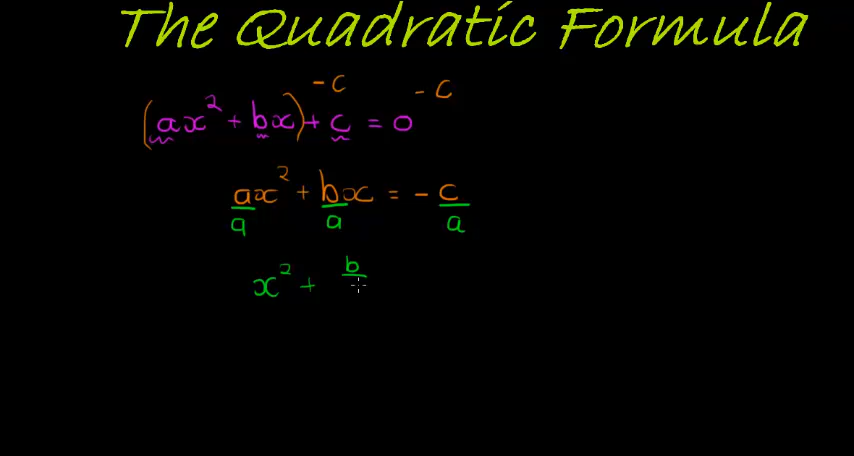 The Quadratic Formula
- c - c
(ax² + bx) + c = 0
ax² + bx = - c
a a a
x² + b